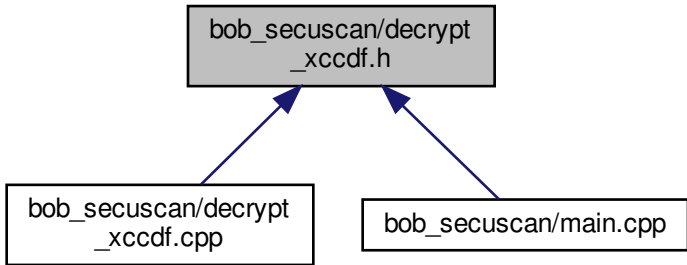 bob_secuscan/decrypt
_xccdf.h
bob_secuscan/decrypt
_xccdf.cpp
bob_secuscan/main.cpp